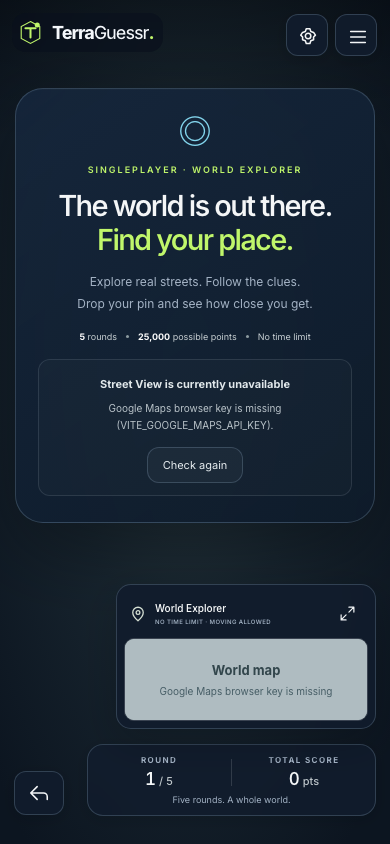 TerraGuessr.
SINGLEPLAYER · WORLD EXPLORER
The world is out there.
Find your place.
Explore real streets. Follow the clues.
Drop your pin and see how close you get.
5 rounds • 25,000 possible points • No time limit
Street View is currently unavailable
Google Maps browser key is missing
(VITE_GOOGLE_MAPS_API_KEY).
Check again
World Explorer
NO TIME LIMIT · MOVING ALLOWED
World map
Google Maps browser key is missing
ROUND TOTAL SCORE
1 / 5 0 pts
Five rounds. A whole world.